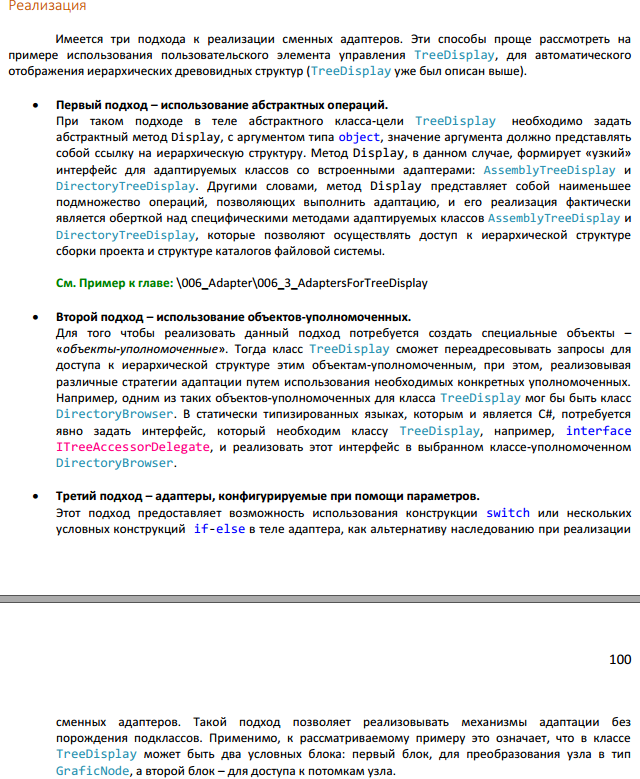 Реализация
Имеется три подхода к реализации сменных адаптеров. Эти способы проще рассмотреть на
примере использования пользовательского элемента управления TreeDisplay, для автоматического
отображения иерархических древовидных структур (TreeDisplay уже был описан выше).
• Первый подход – использование абстрактных операций.
При таком подходе в теле абстрактного класса-цели TreeDisplay необходимо задать
абстрактный метод Display, с аргументом типа object, значение аргумента должно представлять
собой ссылку на иерархическую структуру. Метод Display, в данном случае, формирует «узкий»
интерфейс для адаптируемых классов со встроенными адаптерами: AssemblyTreeDisplay и
DirectoryTreeDisplay. Другими словами, метод Display представляет собой наименьшее
подмножество операций, позволяющих выполнить адаптацию, и его реализация фактически
является оберткой над специфическими методами адаптируемых классов AssemblyTreeDisplay и
DirectoryTreeDisplay, которые позволяют осуществлять доступ к иерархической структуре
сборки проекта и структуре каталогов файловой системы.
См. Пример к главе: \006_Adapter\006_3_AdaptersForTreeDisplay
• Второй подход – использование объектов-уполномоченных.
Для того чтобы реализовать данный подход потребуется создать специальные объекты –
«объекты-уполномоченные». Тогда класс TreeDisplay сможет переадресовывать запросы для
доступа к иерархической структуре этим объектам-уполномоченным, при этом, реализовывая
различные стратегии адаптации путем использования необходимых конкретных уполномоченных.
Например, одним из таких объектов-уполномоченных для класса TreeDisplay мог бы быть класс
DirectoryBrowser. В статически типизированных языках, которым и является C#, потребуется
явно задать интерфейс, который необходим классу TreeDisplay, например, interface
ITreeAccessorDelegate, и реализовать этот интерфейс в выбранном классе-уполномоченном
DirectoryBrowser.
• Третий подход – адаптеры, конфигурируемые при помощи параметров.
Этот подход предоставляет возможность использования конструкции switch или нескольких
условных конструкций if-else в теле адаптера, как альтернативу наследованию при реализации
100
сменных адаптеров. Такой подход позволяет реализовывать механизмы адаптации без
порождения подклассов. Применимо, к рассматриваемому примеру это означает, что в классе
TreeDisplay может быть два условных блока: первый блок, для преобразования узла в тип
GraficNode, а второй блок – для доступа к потомкам узла.